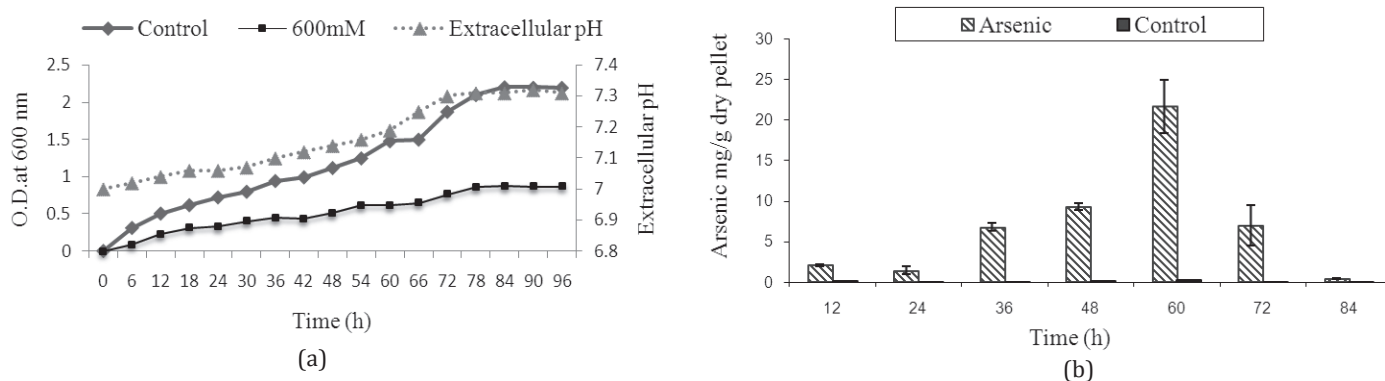 (a)
Control 600mM Extracellular pH
O.D.at 600 nm
2.5
2
1.5
1
0.5
0
7.4
7.3
7.2
7.1
7
6.9
6.8
Extracellular pH
0 6 12 18 24 30 36 42 48 54 60 66 72 78 84 90 96
Time (h)
(a)
Arsenic Control
Arsenic mg/g dry pellet
30
25
20
15
10
5
0
12 24 36 48 60 72 84
Time (h)
(b)